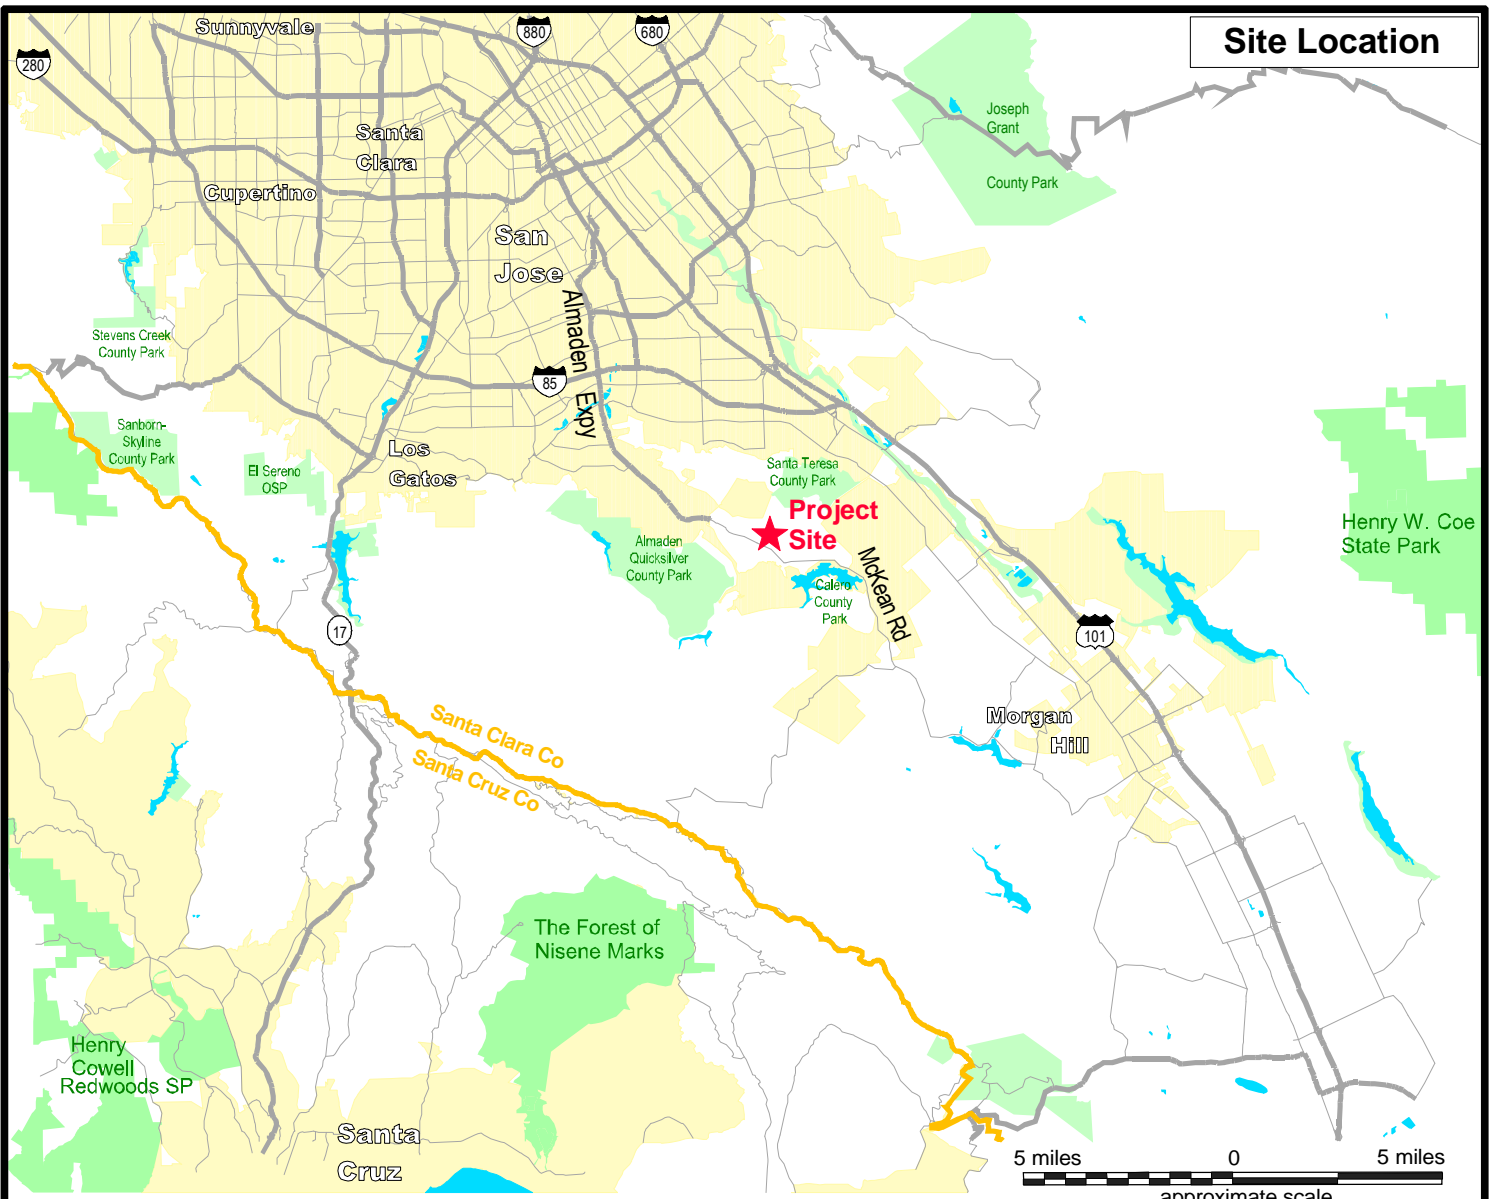 Site Location
Sunnyvale
880
680
280
Joseph
Grant
County Park
Santa
Clara
Cupertino
San
Jose
Almaden Expy
Stevens Creek
County Park
85
Sanborn-
Skyline
County Park
El Sereno
OSP
Los
Gatos
Santa Teresa
County Park
Project
Site
Henry W. Coe
State Park
Almaden
Quicksilver
County Park
Calero
County
Park
McKean Rd
17
101
Santa Clara Co
Santa Cruz Co
Morgan
Hill
The Forest of
Nisene Marks
Henry
Cowell
Redwoods SP
Santa
Cruz
5 miles 0 5 miles
approximate scale